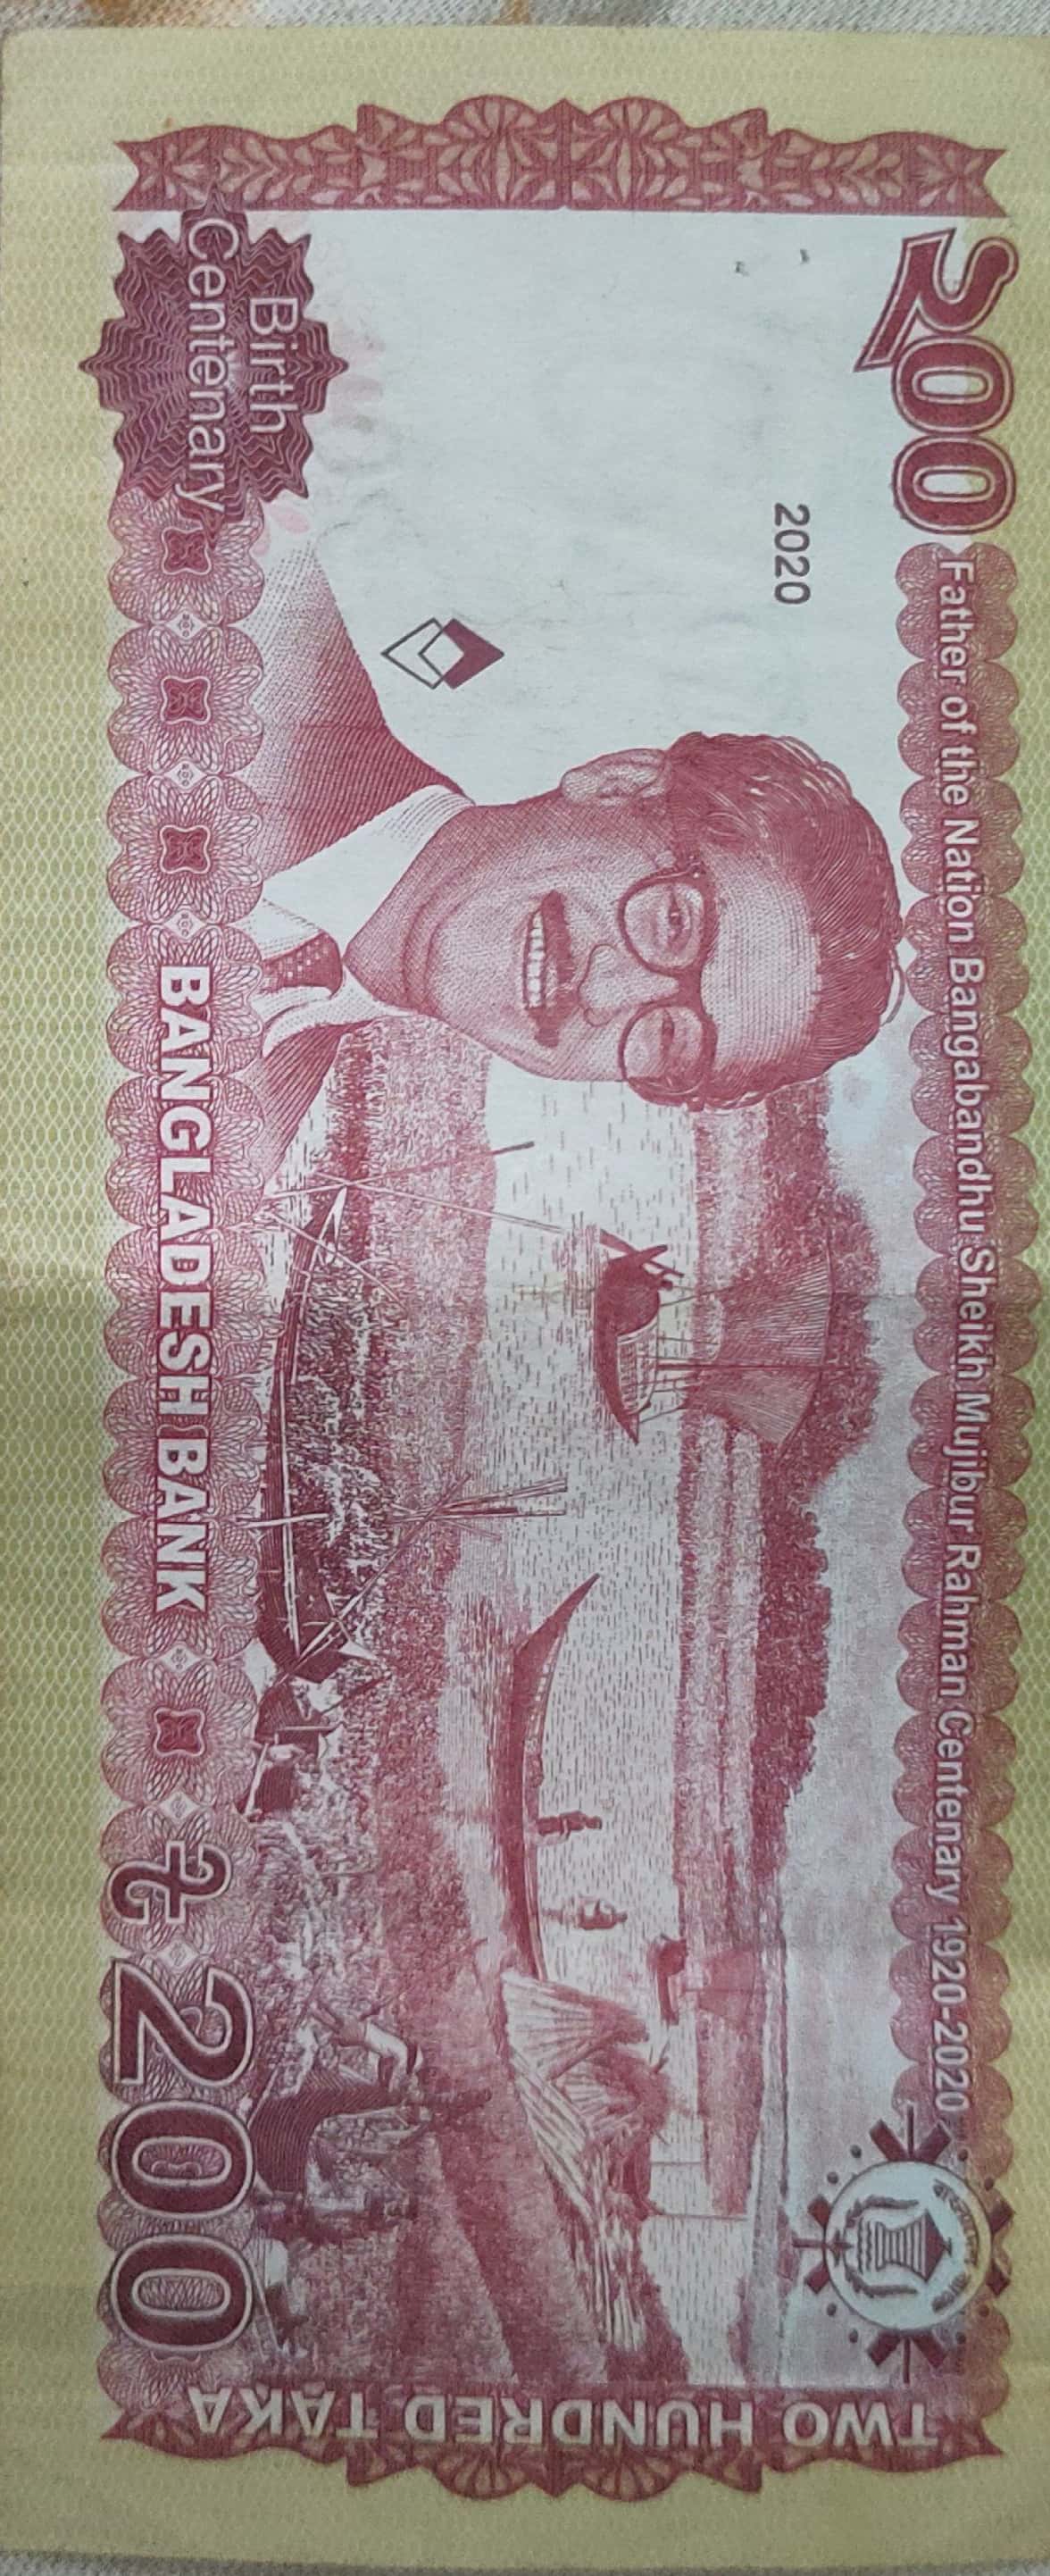 ২00
Father of the Nation Bangabandhu Sheikh Mujibur Rahman Centenary 1920-2020
2020
TWO HUNDRED TAKA
Birth
Centenary
BANGLADESH BANK
৳200